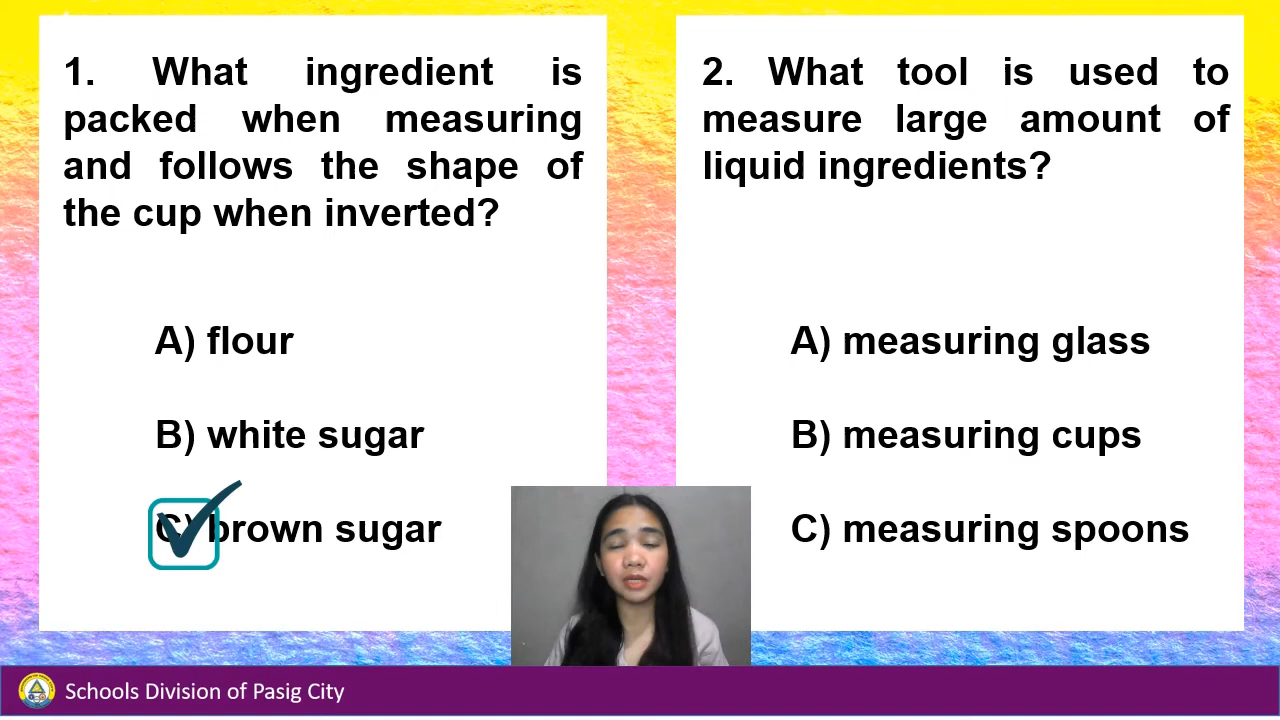 1. What ingredient is
packed when measuring
and follows the shape of
the cup when inverted?
A) flour
B) white sugar
C) brown sugar
2. What tool is used to
measure large amount of
liquid ingredients?
A) measuring glass
B) measuring cups
C) measuring spoons
Schools Division of Pasig City